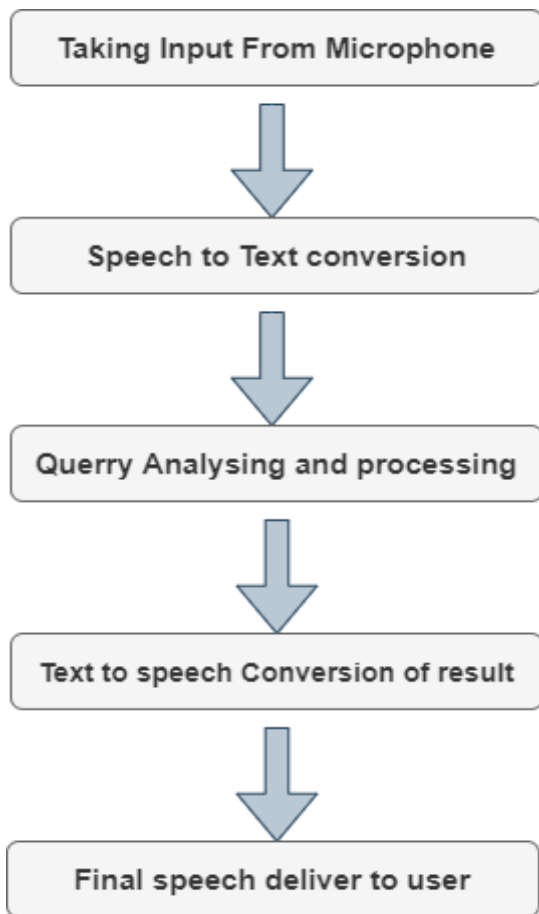 Taking Input From Microphone
Speech to Text conversion
Querry Analysing and processing
Text to speech Conversion of result
Final speech deliver to user